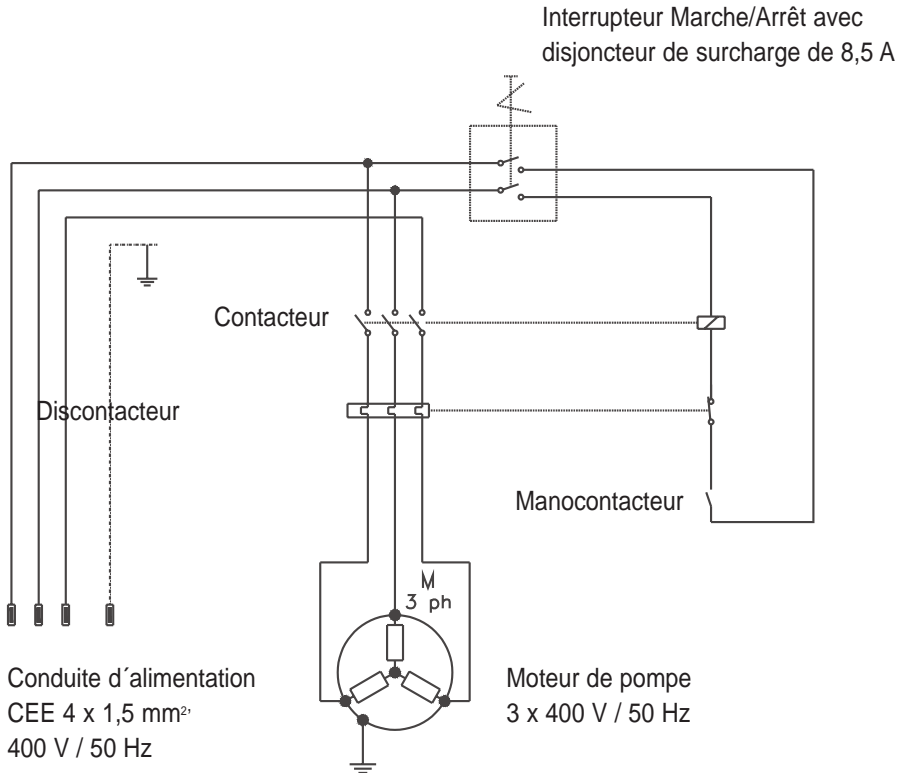 Interrupteur Marche/Arrêt avec
disjoncteur de surcharge de 8,5 A
Contacteur
Discontacteur
Manocontacteur
M
3 ph
Conduite d´alimentation
CEE 4 x 1,5 mm²,
400 V / 50 Hz
Moteur de pompe
3 x 400 V / 50 Hz